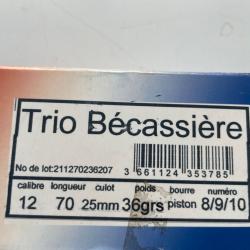 Trio Bécassière
No de lot:211270236207
3 661124 353785
calibre longueur culot poids bourre numéro
12 70 25mm 36grs piston 8/9/10